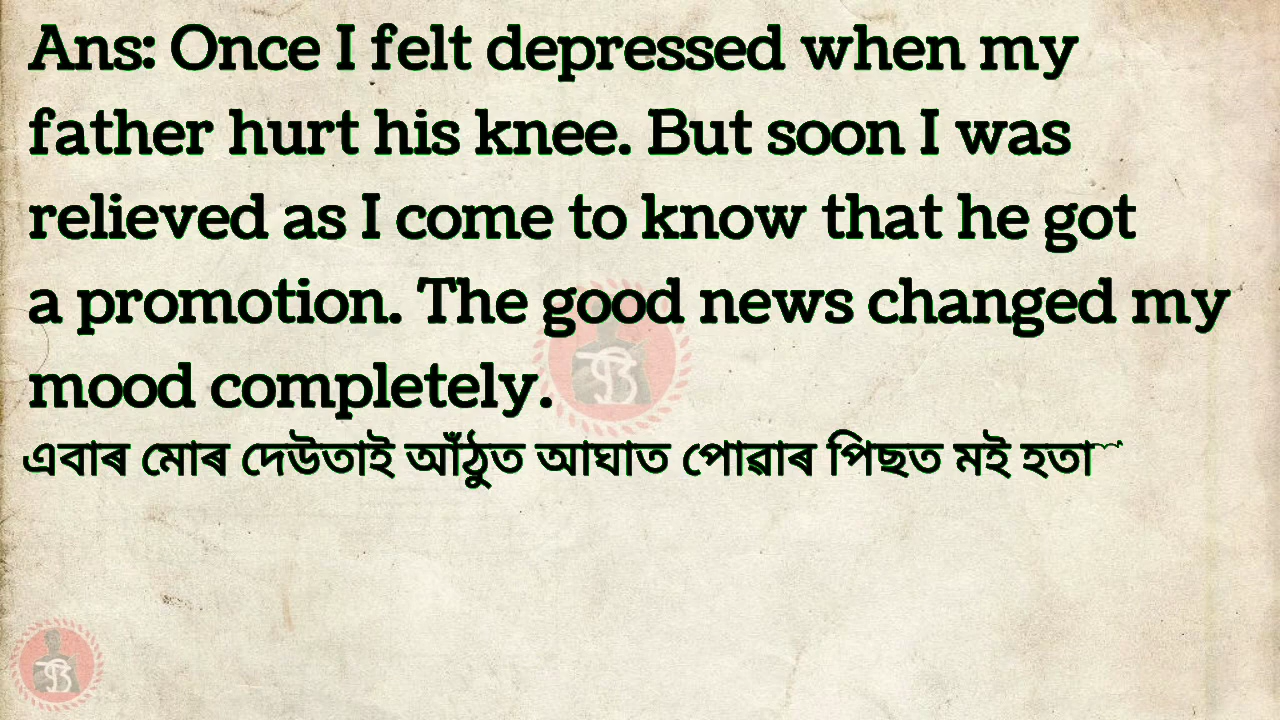 Ans: Once I felt depressed when my
father hurt his knee. But soon I was
relieved as I come to know that he got
a promotion. The good news changed my
mood completely.
এবাৰ মোৰ দেউতাই আঁঠুত আঘাত পোৱাৰ পিছত মই হতা